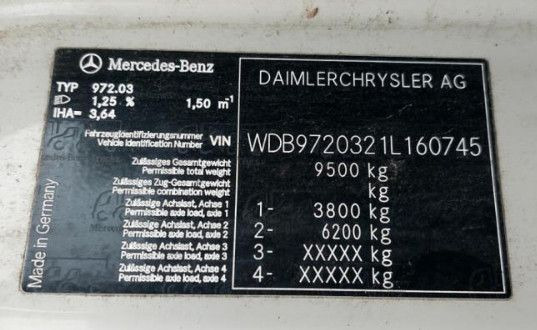 Mercedes-Benz
DAIMLERCHRYSLER AG
TYP 972.03
1,25 % 1,50 m⁻¹
IHA= 3,64
Fahrzeugidentifizierungsnummer
Vehicle Identification Number VIN WDB9720321L160745
Zulässiges Gesamtgewicht
Permissible total weight 9500 kg
Zulässiges Zug-Gesamtgewicht
Permissible combination weight kg
Zulässige Achslast, Achse 1
Permissible axle load, axle 1 1- 3800 kg
Zulässige Achslast, Achse 2
Permissible axle load, axle 2 2- 6200 kg
Zulässige Achslast, Achse 3
Permissible axle load, axle 3 3- XXXXX kg
Zulässige Achslast, Achse 4
Permissible axle load, axle 4 4- XXXXX kg
Made in Germany